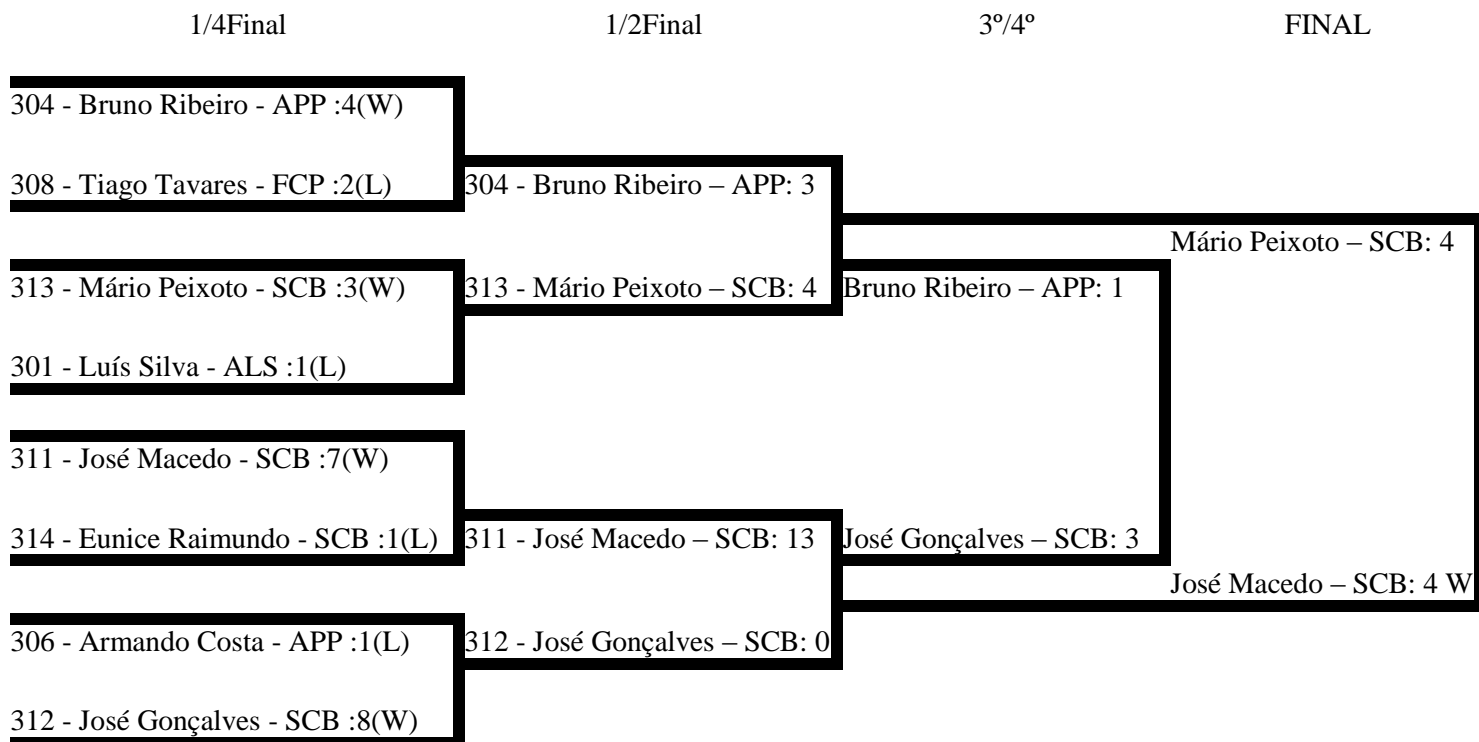 1/4Final 1/2Final 3º/4º FINAL
304 - Bruno Ribeiro - APP :4(W)
308 - Tiago Tavares - FCP :2(L)
313 - Mário Peixoto - SCB :3(W)
301 - Luís Silva - ALS :1(L)
311 - José Macedo - SCB :7(W)
314 - Eunice Raimundo - SCB :1(L)
306 - Armando Costa - APP :1(L)
312 - José Gonçalves - SCB :8(W)
304 - Bruno Ribeiro – APP: 3
313 - Mário Peixoto – SCB: 4
311 - José Macedo – SCB: 13
312 - José Gonçalves – SCB: 0
Bruno Ribeiro – APP: 1
José Gonçalves – SCB: 3
Mário Peixoto – SCB: 4
José Macedo – SCB: 4 W